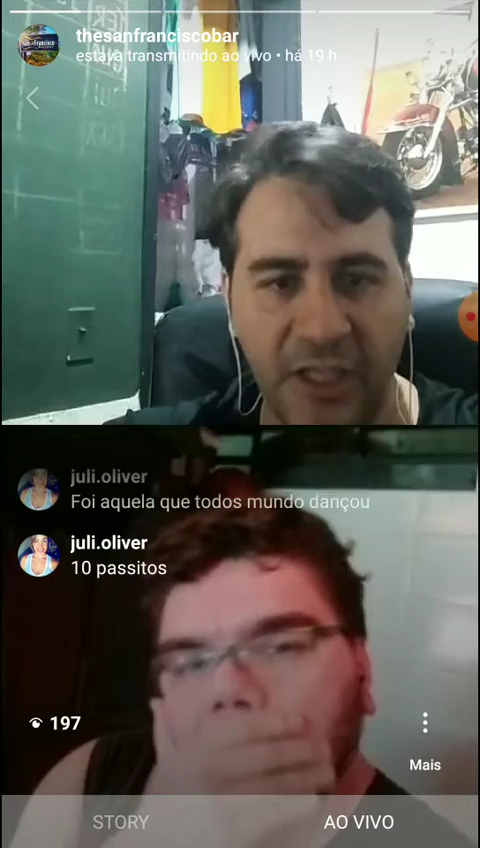 thesanfranciscobar
estava transmitindo ao vivo • há 19 h
juli.oliver
Foi aquela que todos mundo dançou
juli.oliver
10 passitos
197
Mais
STORY
AO VIVO